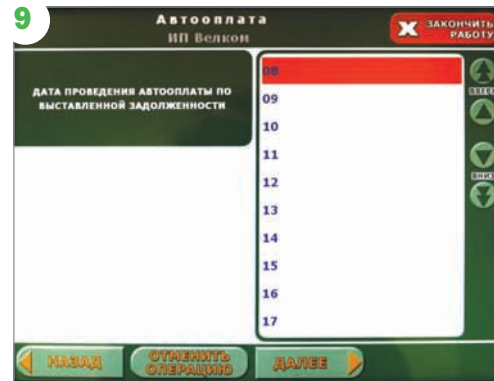 9
Автооплата
ИП Велком
ЗАКОНЧИТЬ
РАБОТУ
ДАТА ПРОВЕДЕНИЯ АВТООПЛАТЫ ПО
ВЫСТАВЛЕННОЙ ЗАДОЛЖЕННОСТИ
08
09
10
11
12
13
14
15
16
17
ВВЕРХ
ВНИЗ
НАЗАД
ОТМЕНИТЬ
ОПЕРАЦИЮ
ДАЛЕЕ